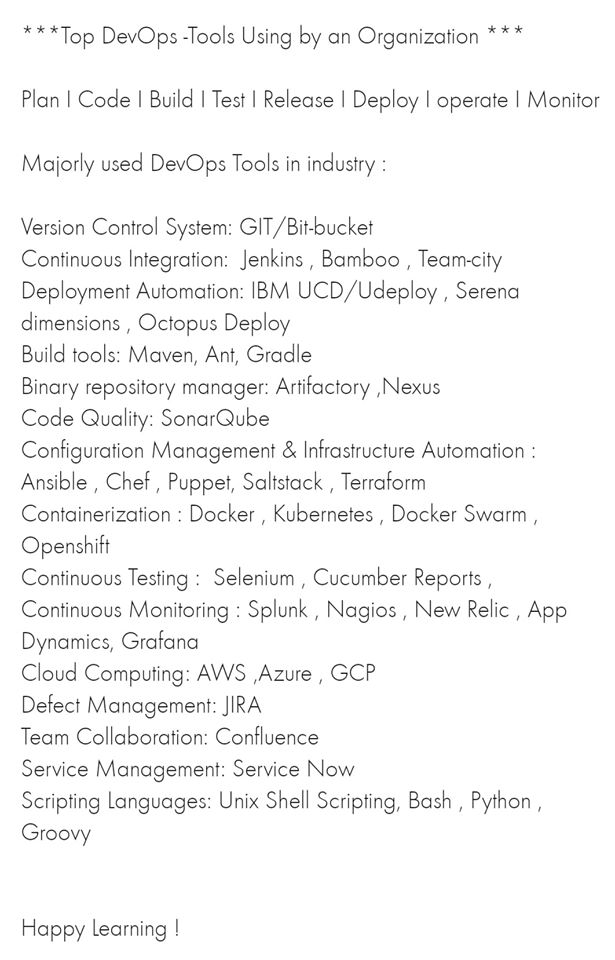 ***Top DevOps -Tools Using by an Organization ***
Plan I Code I Build I Test I Release I Deploy I operate I Monitor
Majorly used DevOps Tools in industry :
Version Control System: GIT/Bit-bucket
Continuous Integration:  Jenkins , Bamboo , Team-city
Deployment Automation: IBM UCD/Udeploy , Serena
dimensions , Octopus Deploy
Build tools: Maven, Ant, Gradle
Binary repository manager: Artifactory ,Nexus
Code Quality: SonarQube
Configuration Management & Infrastructure Automation :
Ansible , Chef , Puppet, Saltstack , Terraform
Containerization : Docker , Kubernetes , Docker Swarm ,
Openshift
Continuous Testing :  Selenium , Cucumber Reports ,
Continuous Monitoring : Splunk , Nagios , New Relic , App
Dynamics, Grafana
Cloud Computing: AWS ,Azure , GCP
Defect Management: JIRA
Team Collaboration: Confluence
Service Management: Service Now
Scripting Languages: Unix Shell Scripting, Bash , Python ,
Groovy
Happy Learning !